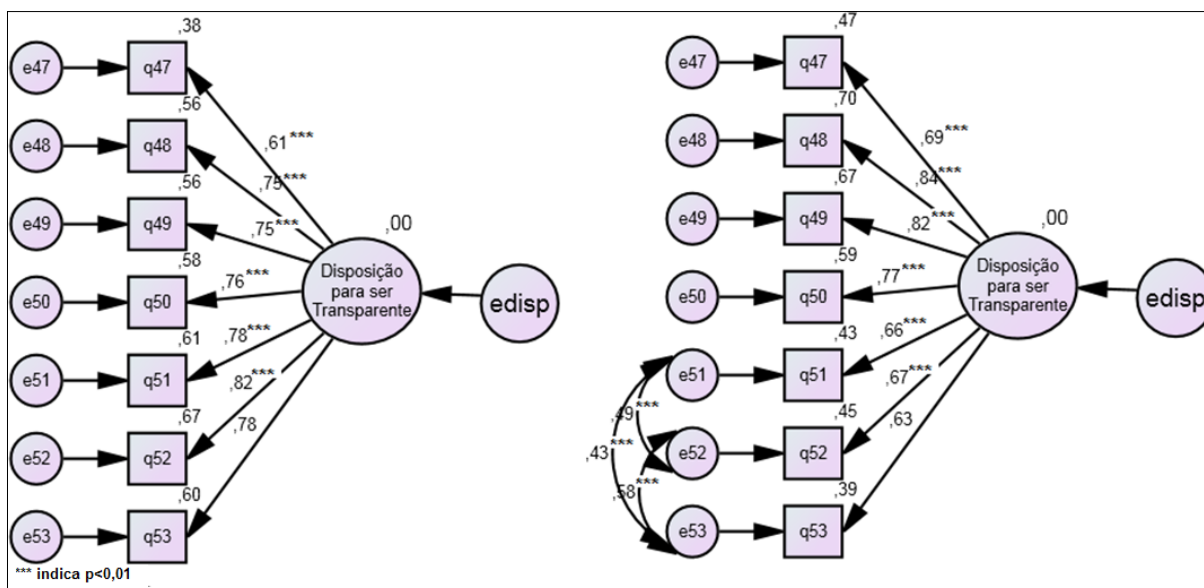 ,38
e47
q47
,56
,61***
e48
q48
,56
,75***
e49
q49
,75***
,58
,00
Disposição
para ser
Transparente
e50
q50
,76***
edisp
,61
e51
q51
,78***
,67
,82***
e52
q52
,78
,60
e53
q53
*** indica p<0,01
,47
e47
q47
,70
,69***
e48
q48
,67
,84***
e49
q49
,82***
,59
,00
Disposição
para ser
Transparente
e50
q50
,77***
edisp
,43
e51
q51
,66***
,49***
,45
,67***
,43***
e52
q52
,63
,58***
,39
e53
q53